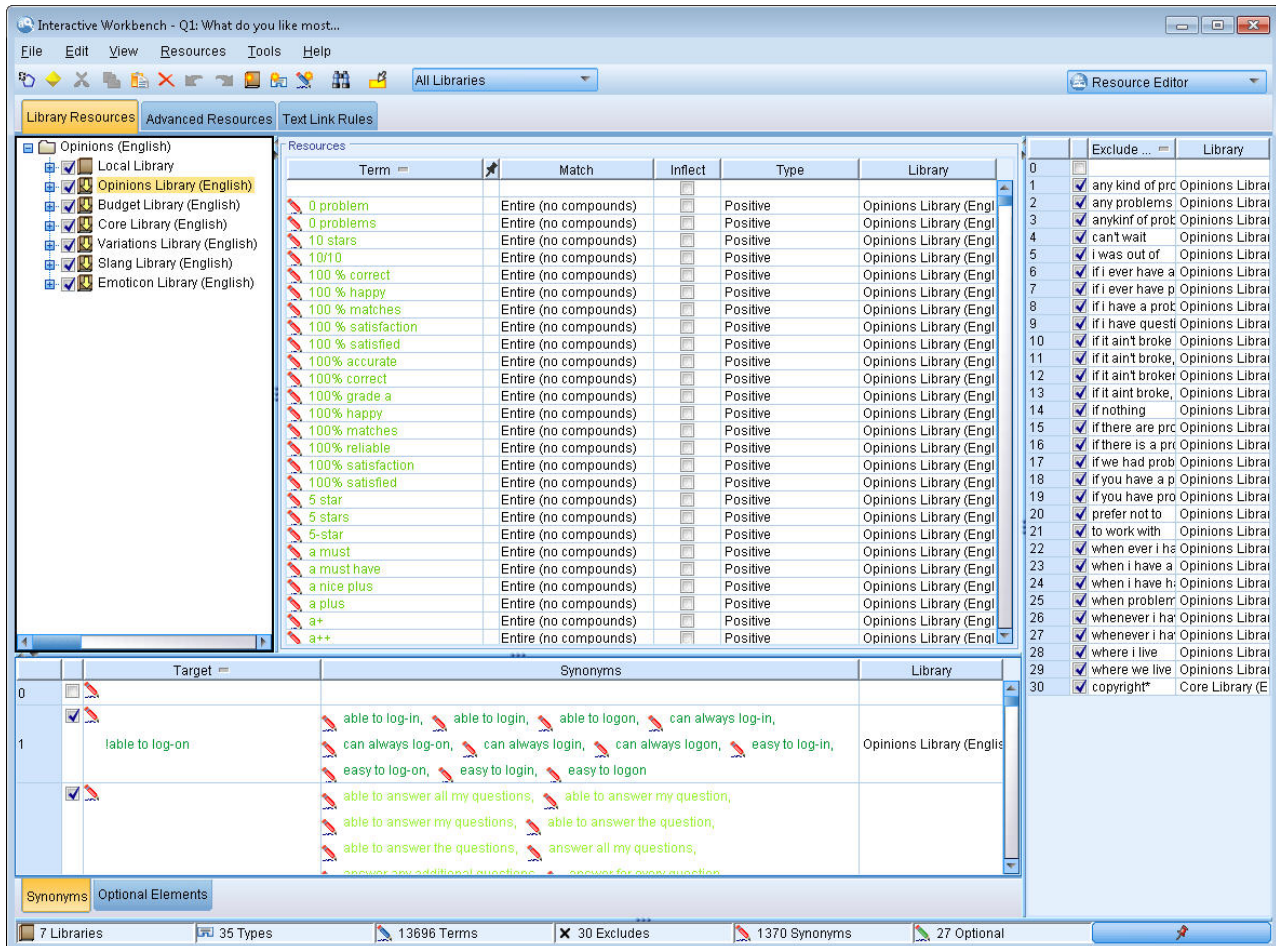 Interactive Workbench - Q1: What do you like most...
File Edit View Resources Tools Help
All Libraries
Resource Editor
Library Resources Advanced Resources Text Link Rules
Opinions (English)
Local Library
Opinions Library (English)
Budget Library (English)
Core Library (English)
Variations Library (English)
Slang Library (English)
Emoticon Library (English)
Resources
Term Match Inflect Type Library
0 problem Entire (no compounds) Positive Opinions Library (Engl
0 problems Entire (no compounds) Positive Opinions Library (Engl
10 stars Entire (no compounds) Positive Opinions Library (Engl
10/10 Entire (no compounds) Positive Opinions Library (Engl
100 % correct Entire (no compounds) Positive Opinions Library (Engl
100 % happy Entire (no compounds) Positive Opinions Library (Engl
100 % matches Entire (no compounds) Positive Opinions Library (Engl
100 % satisfaction Entire (no compounds) Positive Opinions Library (Engl
100 % satisfied Entire (no compounds) Positive Opinions Library (Engl
100% accurate Entire (no compounds) Positive Opinions Library (Engl
100% correct Entire (no compounds) Positive Opinions Library (Engl
100% grade a Entire (no compounds) Positive Opinions Library (Engl
100% happy Entire (no compounds) Positive Opinions Library (Engl
100% matches Entire (no compounds) Positive Opinions Library (Engl
100% reliable Entire (no compounds) Positive Opinions Library (Engl
100% satisfaction Entire (no compounds) Positive Opinions Library (Engl
100% satisfied Entire (no compounds) Positive Opinions Library (Engl
5 star Entire (no compounds) Positive Opinions Library (Engl
5 stars Entire (no compounds) Positive Opinions Library (Engl
5-star Entire (no compounds) Positive Opinions Library (Engl
a must Entire (no compounds) Positive Opinions Library (Engl
a must have Entire (no compounds) Positive Opinions Library (Engl
a nice plus Entire (no compounds) Positive Opinions Library (Engl
a plus Entire (no compounds) Positive Opinions Library (Engl
a+ Entire (no compounds) Positive Opinions Library (Engl
a++ Entire (no compounds) Positive Opinions Library (Engl
Exclude ... Library
0
1 any kind of prc Opinions Librar
2 any problems Opinions Librar
3 anykinf of prob Opinions Librar
4 can't wait Opinions Librar
5 i was out of Opinions Librar
6 if i ever have a Opinions Librar
7 if i ever have p Opinions Librar
8 if i have a prob Opinions Librar
9 if i have questi Opinions Librar
10 if it ain't broke Opinions Librar
11 if it ain't broke, Opinions Librar
12 if it ain't broken Opinions Librar
13 if it aint broke, Opinions Librar
14 if nothing Opinions Librar
15 if there are prc Opinions Librar
16 if there is a pro Opinions Librar
17 if we had prob Opinions Librar
18 if you have a p Opinions Librar
19 if you have pro Opinions Librar
20 prefer not to Opinions Librar
21 to work with Opinions Librar
22 when ever i ha Opinions Librar
23 when i have a Opinions Librar
24 when i have ha Opinions Librar
25 when problem Opinions Librar
26 whenever i ha Opinions Librar
27 whenever i ha Opinions Librar
28 where i live Opinions Librar
29 where we live Opinions Librar
30 copyright* Core Library (E
Target Synonyms Library
0
able to log-in, able to login, able to logon, can always log-in,
1 !able to log-on can always log-on, can always login, can always logon, easy to log-in, Opinions Library (Englis
easy to log-on, easy to login, easy to logon
able to answer all my questions, able to answer my question,
able to answer my questions, able to answer the question,
able to answer the questions, answer all my questions,
answer any additional questions, answer for every question
Synonyms Optional Elements
7 Libraries 35 Types 13696 Terms 30 Excludes 1370 Synonyms 27 Optional